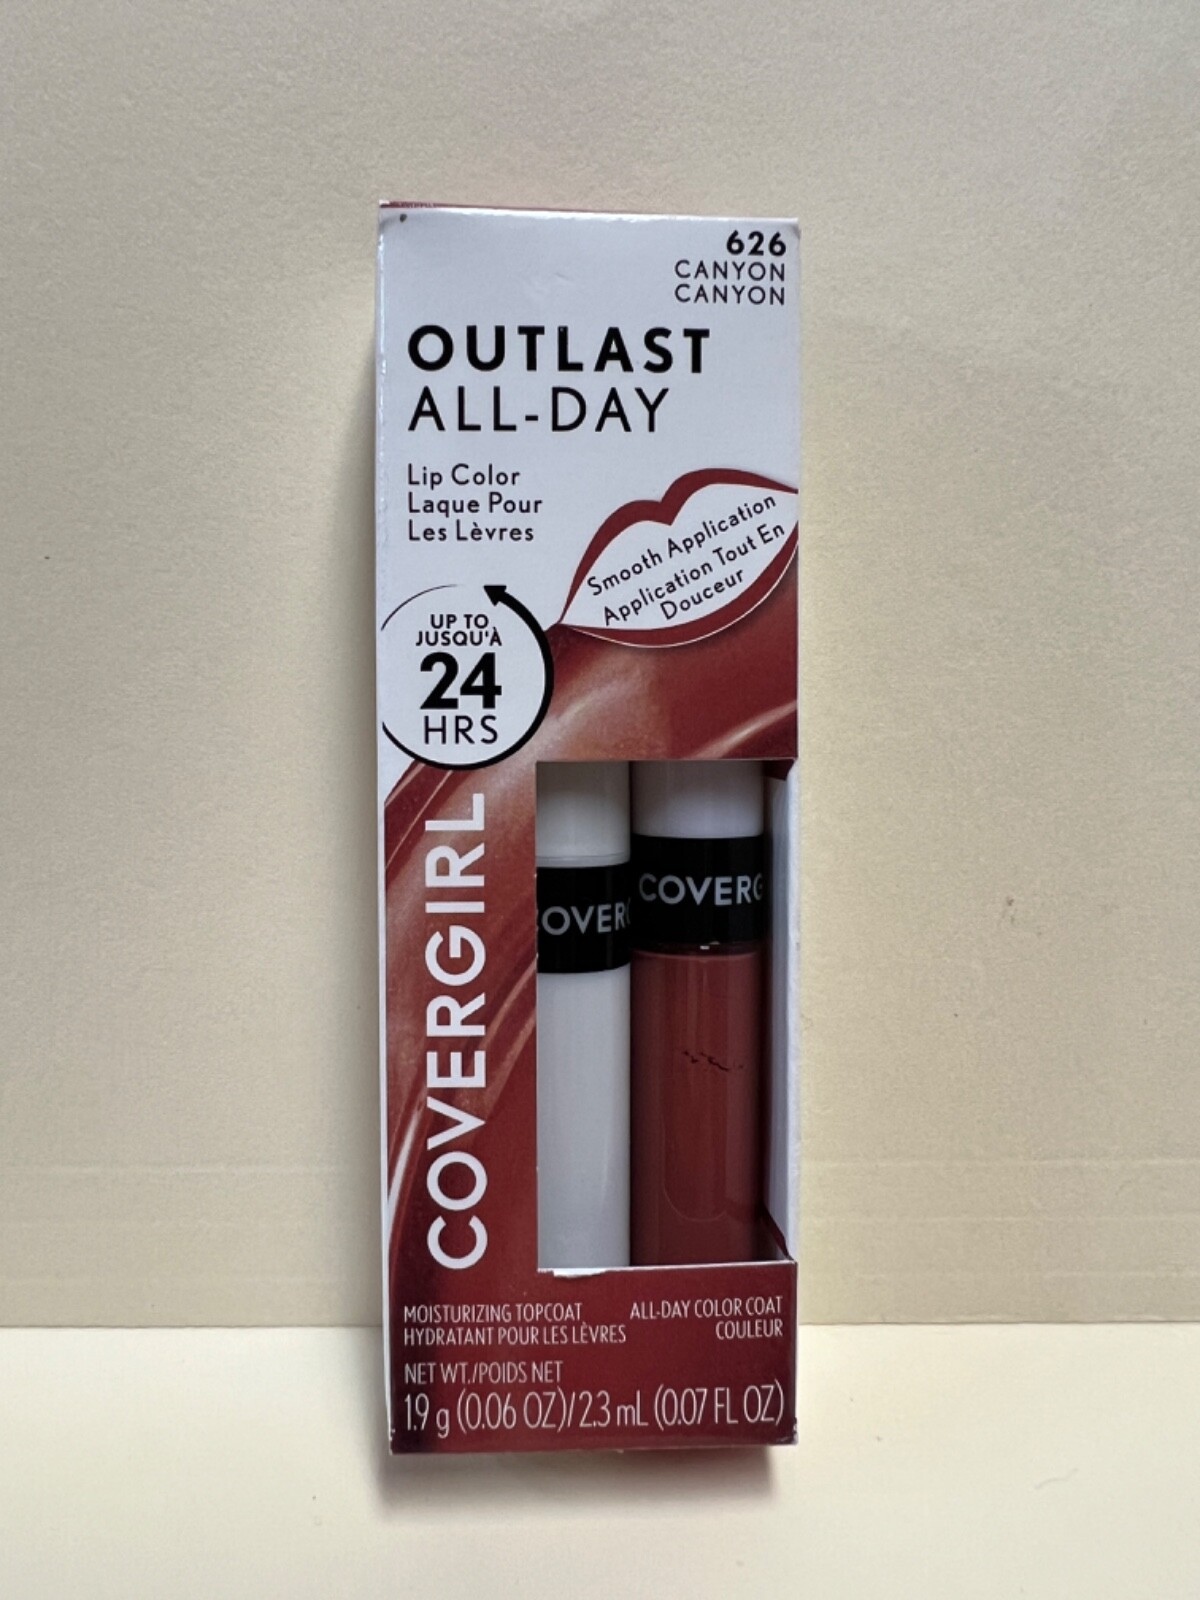 626
CANYON
CANYON
OUTLAST
ALL-DAY
Lip Color
Laque Pour
Les Lèvres
Smooth Application
Application Tout En
Douceur
UP TO
JUSQU'À
24
HRS
COVERGIRL
COVERG
OVERG
MOISTURIZING TOPCOAT
HYDRATANT POUR LES LÈVRES
ALL-DAY COLOR COAT
COULEUR
NET WT./POIDS NET
1.9 g (0.06 OZ)/2.3 mL (0.07 FL OZ)